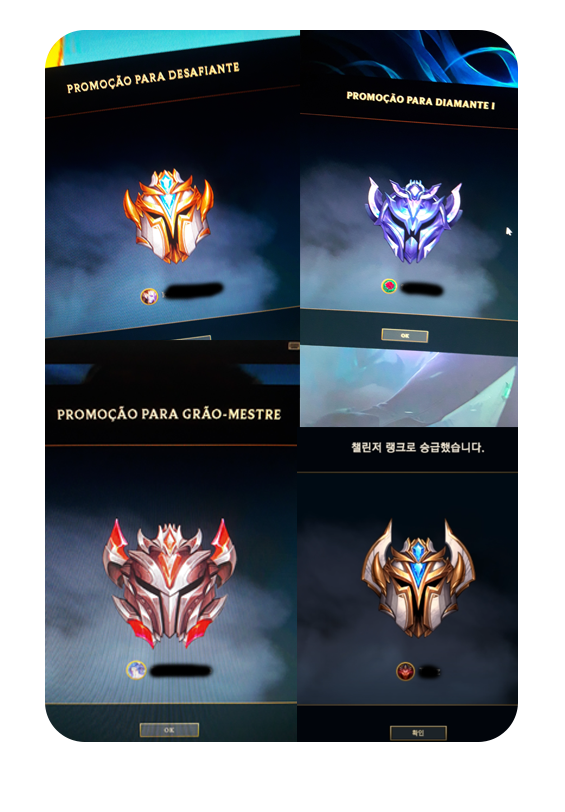 PROMOÇÃO PARA DESAFIANTE
PROMOÇÃO PARA DIAMANTE I
OK
PROMOÇÃO PARA GRÃO-MESTRE
OK
챌린저 랭크로 승급했습니다.
확인